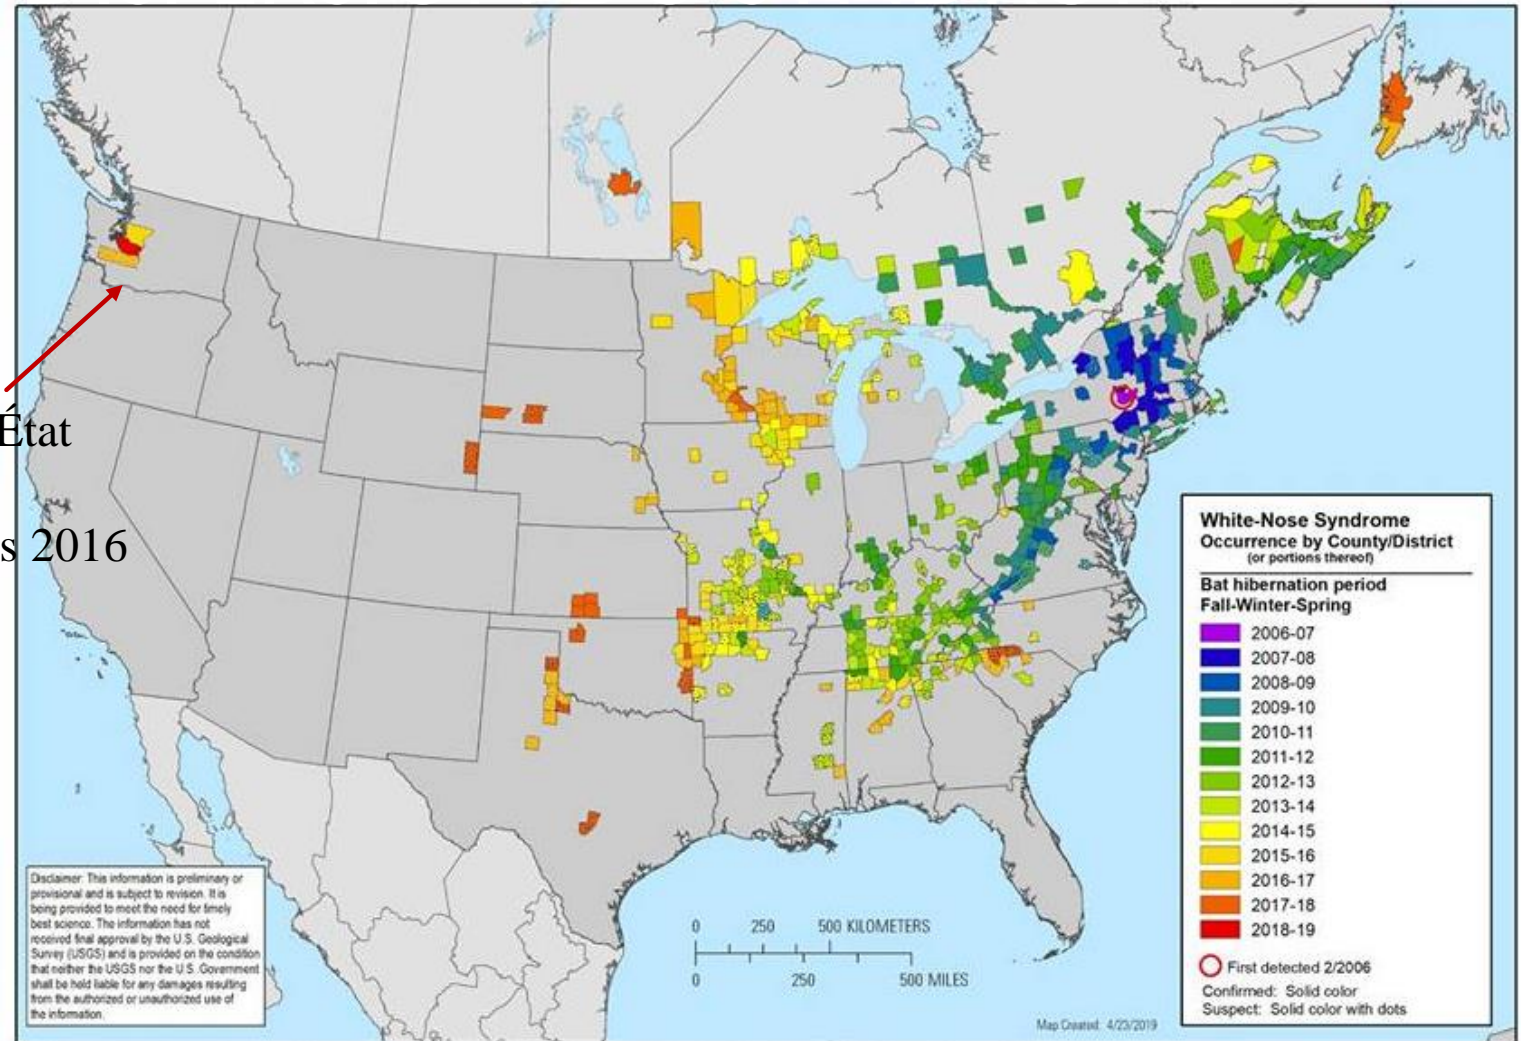 État
s 2016
White-Nose Syndrome
Occurrence by County/District
(or portions thereof)
Bat hibernation period
Fall-Winter-Spring
2006-07
2007-08
2008-09
2009-10
2010-11
2011-12
2012-13
2013-14
2014-15
2015-16
2016-17
2017-18
2018-19
First detected 2/2006
Confirmed: Solid color
Suspect: Solid color with dots
Disclaimer: This information is preliminary or
provisional and is subject to revision. It is
being provided to meet the need for timely
best science. The information has not
received final approval by the U.S. Geological
Survey (USGS) and is provided on the condition
that neither the USGS nor the U.S. Government
shall be held liable for any damages resulting
from the authorized or unauthorized use of
the information.
0 250 500 KILOMETERS
0 250 500 MILES
Map Created: 4/23/2019